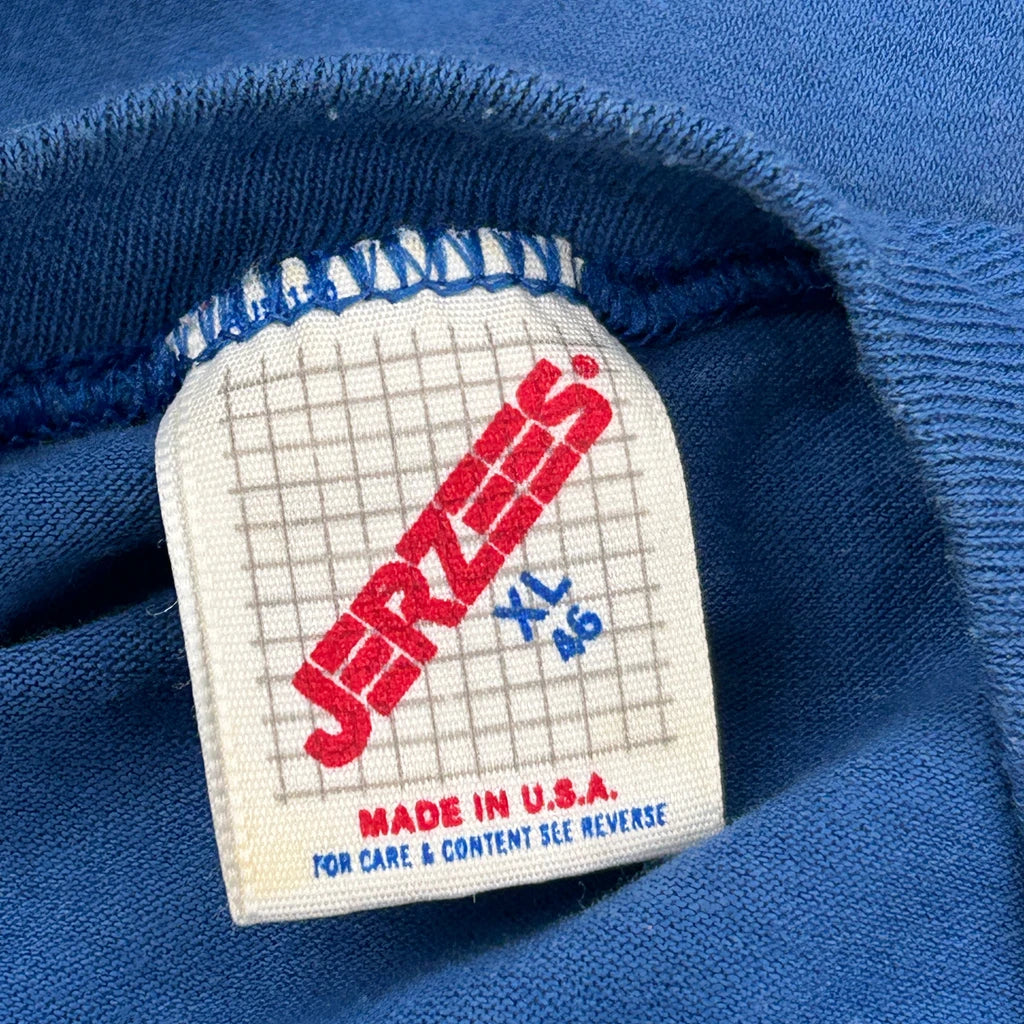 JERZEES.
XL
46
MADE IN U.S.A.
FOR CARE & CONTENT SEE REVERSE